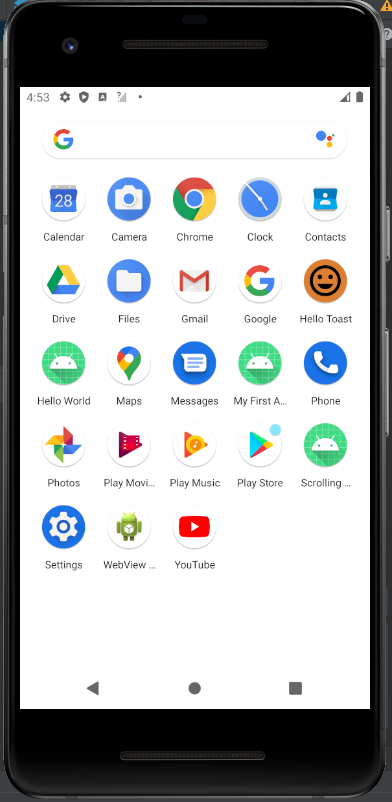 4:53
Calendar Camera Chrome Clock Contacts
Drive Files Gmail Google Hello Toast
Hello World Maps Messages My First A... Phone
Photos Play Movi... Play Music Play Store Scrolling ...
Settings WebView ... YouTube
28